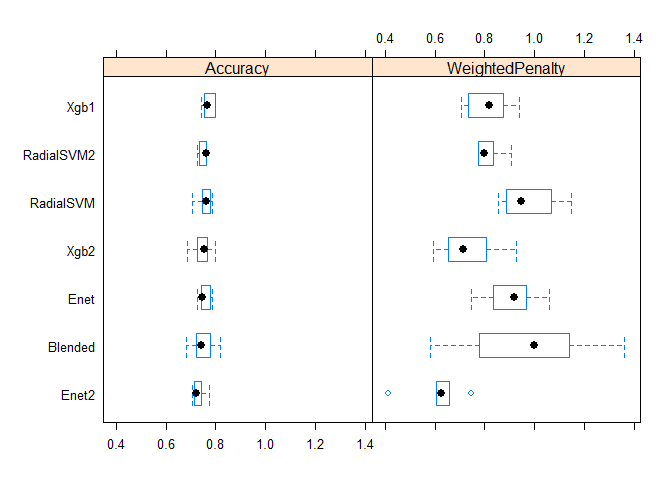 0.4 0.6 0.8 1.0 1.2 1.4
Accuracy WeightedPenalty
Xgb1
RadialSVM2
RadialSVM
Xgb2
Enet
Blended
Enet2
0.4 0.6 0.8 1.0 1.2 1.4